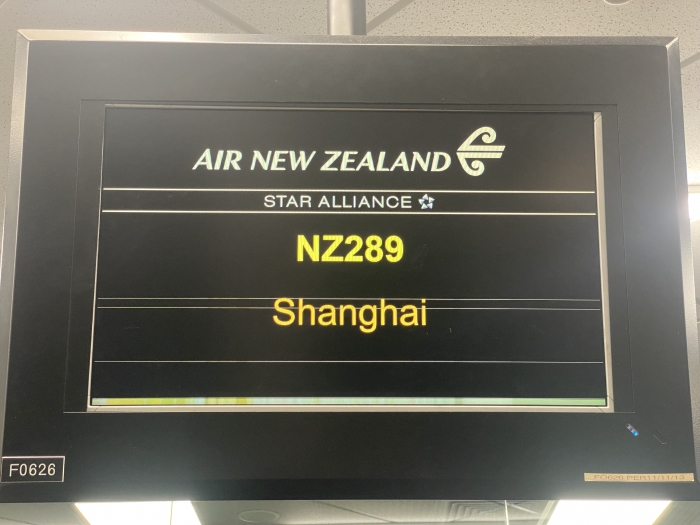 AIR NEW ZEALAND
STAR ALLIANCE
NZ289
Shanghai
F0626